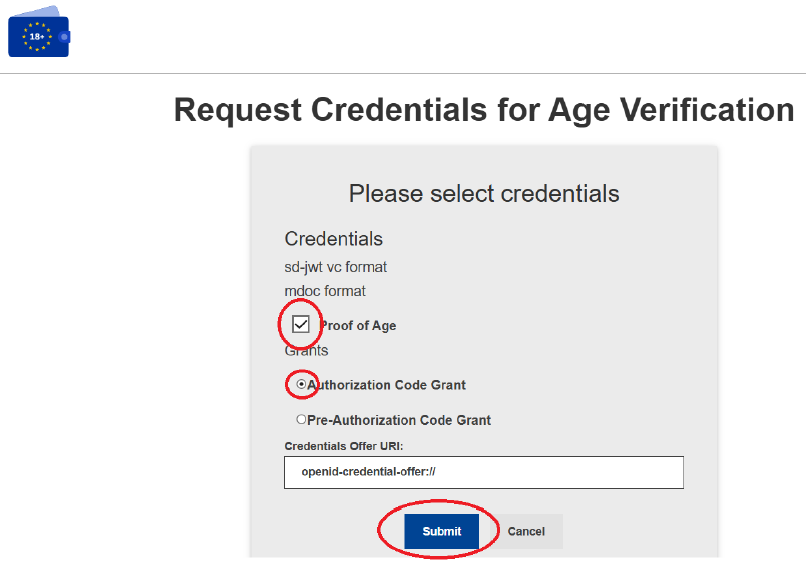 18+
Request Credentials for Age Verification
Please select credentials
Credentials
sd-jwt vc format
mdoc format
Proof of Age
Grants
Authorization Code Grant
Pre-Authorization Code Grant
Credentials Offer URI:
openid-credential-offer://
Submit Cancel